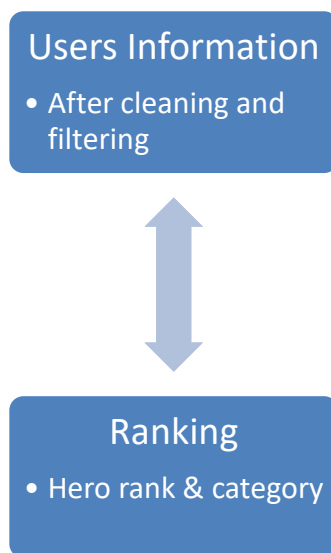 Users Information
• After cleaning and
filtering
Ranking
• Hero rank & category